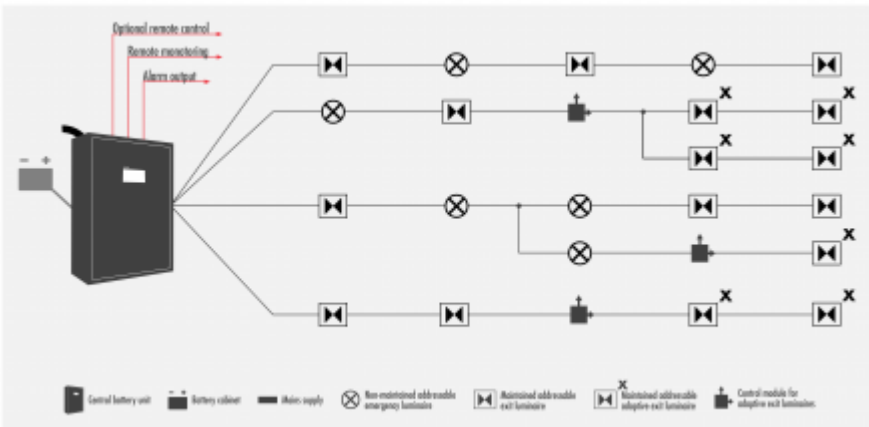 Optional remote control
Remote monotoring
Alarm output
- +
X X
X X
X
X X
Control battery unit
- +
Battery cabinet
Mains supply
Non-maintained addressable
emergency luminaire
Maintained addressable
exit luminaire
X
Maintained addressable
adaptive exit luminaire
Control module for
adaptive exit luminaires